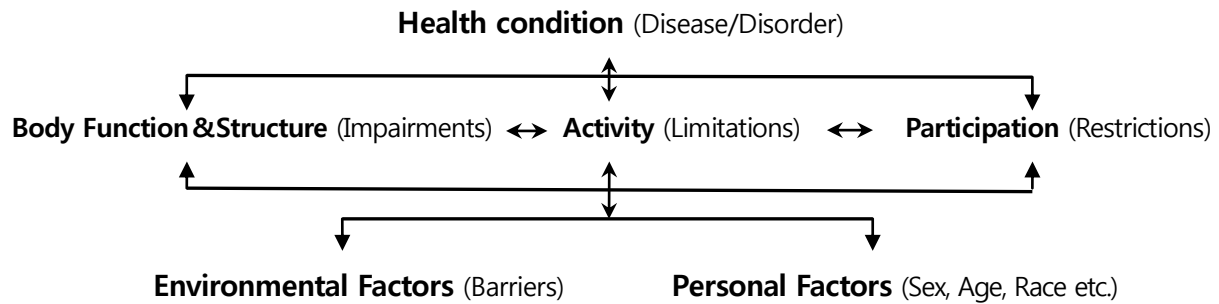 Health condition (Disease/Disorder)
Body Function&Structure (Impairments) Activity (Limitations) Participation (Restrictions)
Environmental Factors (Barriers) Personal Factors (Sex, Age, Race etc.)